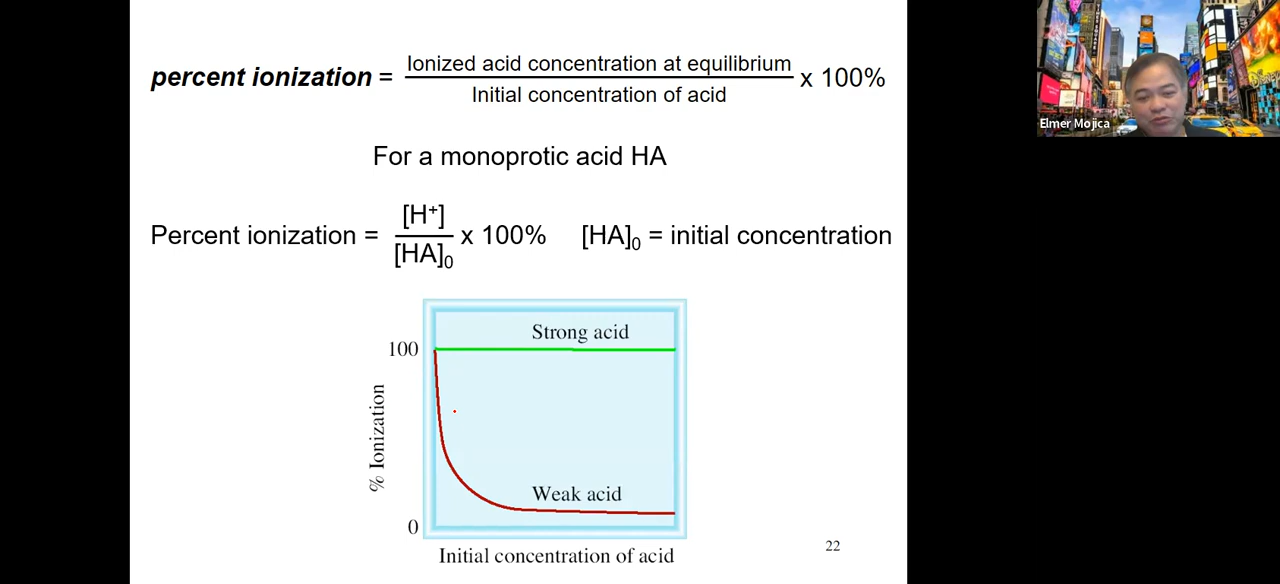 percent ionization = Ionized acid concentration at equilibrium / Initial concentration of acid x 100%
For a monoprotic acid HA
Percent ionization = [H⁺] / [HA]₀ x 100% [HA]₀ = initial concentration
Strong acid
100
% Ionization
Weak acid
0
Initial concentration of acid
22
Elmer Mojica